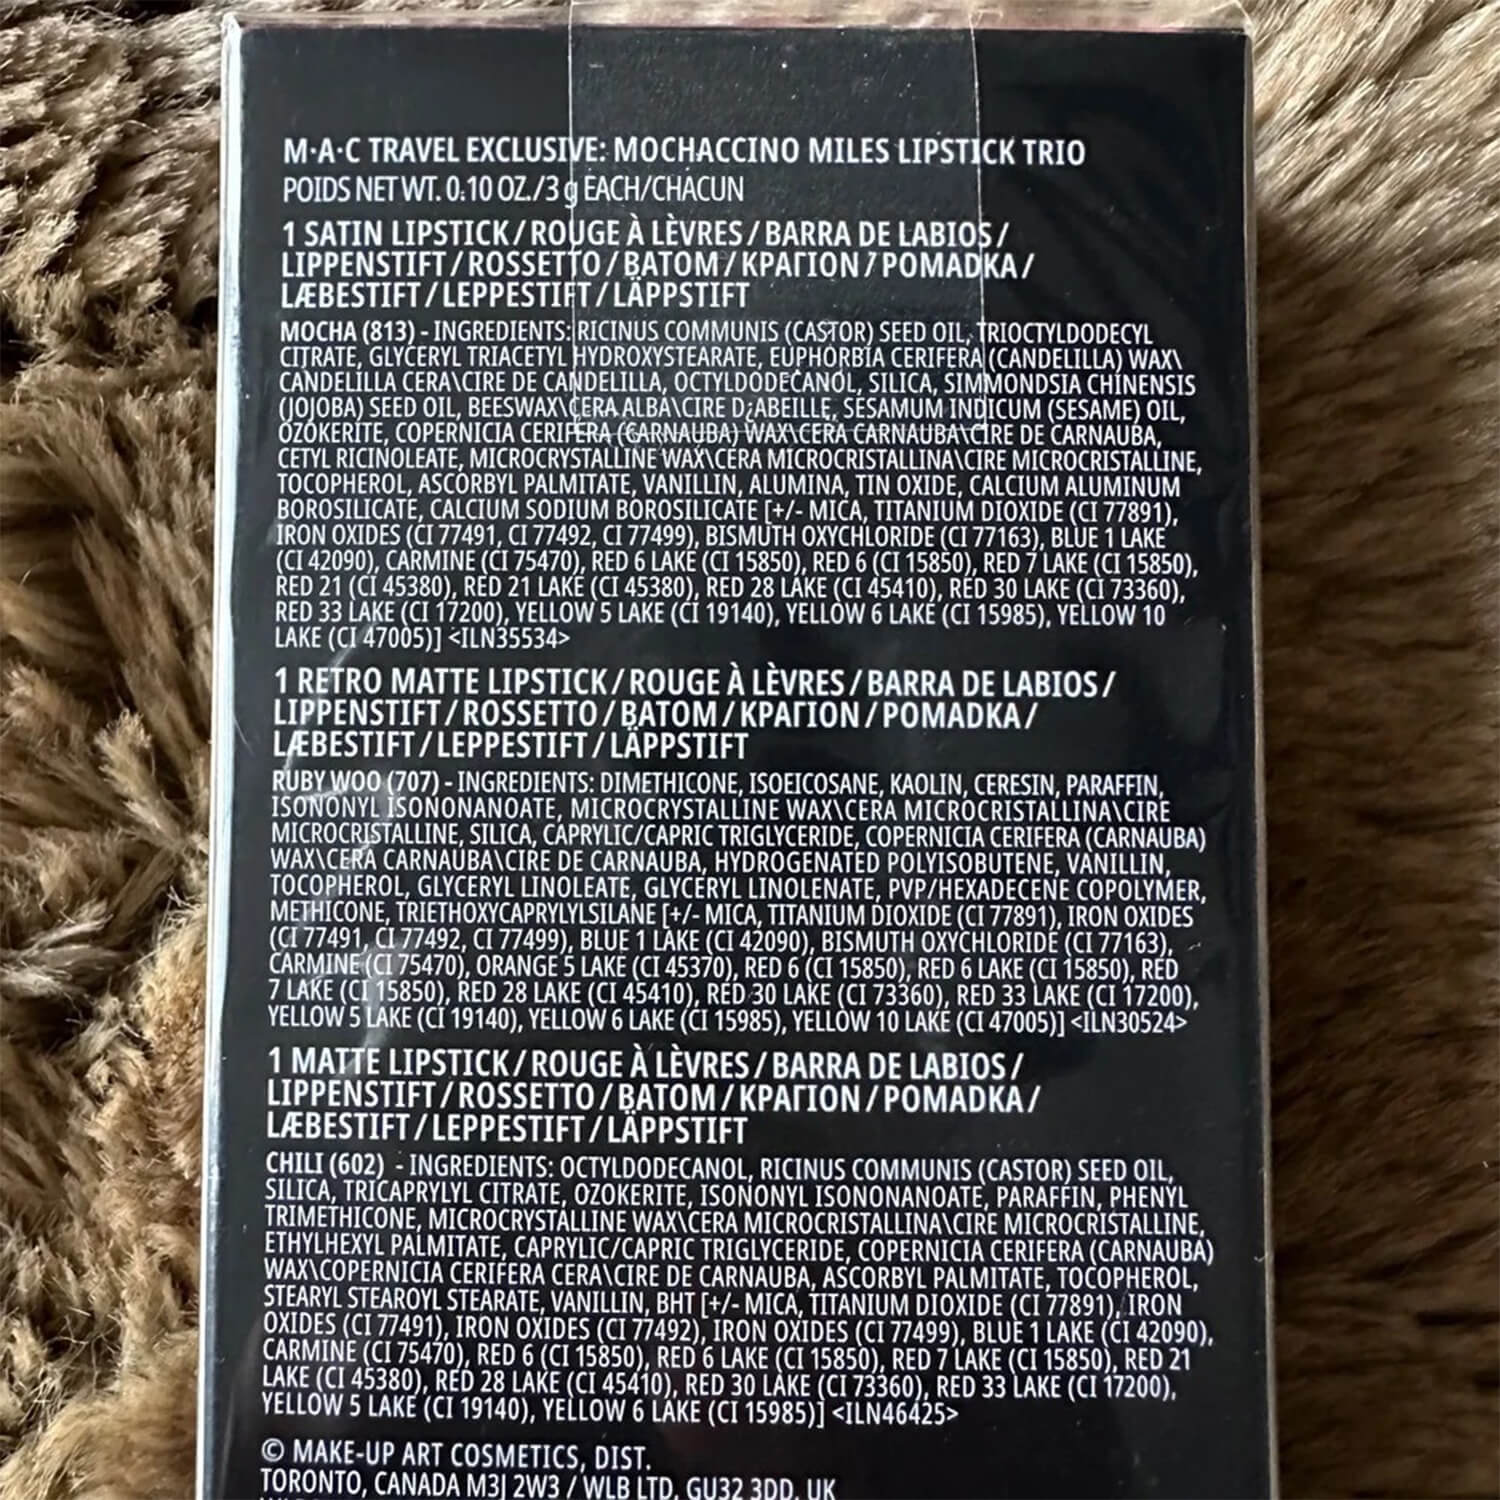 M·A·C TRAVEL EXCLUSIVE: MOCHACCINO MILES LIPSTICK TRIO
POIDS NET WT. 0.10 OZ./3 g EACH/CHACUN
1 SATIN LIPSTICK / ROUGE À LÈVRES / BARRA DE LABIOS /
LIPPENSTIFT / ROSSETTO / BATOM / ΚΡΑΓΙΟΝ / POMADKA /
LÆBESTIFT / LEPPESTIFT / LÄPPSTIFT
MOCHA (813) - INGREDIENTS: RICINUS COMMUNIS (CASTOR) SEED OIL, TRIOCTYLDODECYL
CITRATE, GLYCERYL TRIACETYL HYDROXYSTEARATE, EUPHORBIA CERIFERA (CANDELILLA) WAX\
CANDELILLA CERA\CIRE DE CANDELILLA, OCTYLDODECANOL, SILICA, SIMMONDSIA CHINENSIS
(JOJOBA) SEED OIL, BEESWAX\CERA ALBA\CIRE D¿ABEILLE, SESAMUM INDICUM (SESAME) OIL,
OZOKERITE, COPERNICIA CERIFERA (CARNAUBA) WAX\CERA CARNAUBA\CIRE DE CARNAUBA,
CETYL RICINOLEATE, MICROCRYSTALLINE WAX\CERA MICROCRISTALLINA\CIRE MICROCRISTALLINE,
TOCOPHEROL, ASCORBYL PALMITATE, VANILLIN, ALUMINA, TIN OXIDE, CALCIUM ALUMINUM
BOROSILICATE, CALCIUM SODIUM BOROSILICATE [+/- MICA, TITANIUM DIOXIDE (CI 77891),
IRON OXIDES (CI 77491, CI 77492, CI 77499), BISMUTH OXYCHLORIDE (CI 77163), BLUE 1 LAKE
(CI 42090), CARMINE (CI 75470), RED 6 LAKE (CI 15850), RED 6 (CI 15850), RED 7 LAKE (CI 15850),
RED 21 (CI 45380), RED 21 LAKE (CI 45380), RED 28 LAKE (CI 45410), RED 30 LAKE (CI 73360),
RED 33 LAKE (CI 17200), YELLOW 5 LAKE (CI 19140), YELLOW 6 LAKE (CI 15985), YELLOW 10
LAKE (CI 47005)] <ILN35534>
1 RETRO MATTE LIPSTICK / ROUGE À LÈVRES / BARRA DE LABIOS /
LIPPENSTIFT / ROSSETTO / BATOM / ΚΡΑΓΙΟΝ / POMADKA /
LÆBESTIFT / LEPPESTIFT / LÄPPSTIFT
RUBY WOO (707) - INGREDIENTS: DIMETHICONE, ISOEICOSANE, KAOLIN, CERESIN, PARAFFIN,
ISONONYL ISONONANOATE, MICROCRYSTALLINE WAX\CERA MICROCRISTALLINA\CIRE
MICROCRISTALLINE, SILICA, CAPRYLIC/CAPRIC TRIGLYCERIDE, COPERNICIA CERIFERA (CARNAUBA)
WAX\CERA CARNAUBA\CIRE DE CARNAUBA, HYDROGENATED POLYISOBUTENE, VANILLIN,
TOCOPHEROL, GLYCERYL LINOLEATE, GLYCERYL LINOLENATE, PVP/HEXADECENE COPOLYMER,
METHICONE, TRIETHOXYCAPRYLYLSILANE [+/- MICA, TITANIUM DIOXIDE (CI 77891), IRON OXIDES
(CI 77491, CI 77492, CI 77499), BLUE 1 LAKE (CI 42090), BISMUTH OXYCHLORIDE (CI 77163),
CARMINE (CI 75470), ORANGE 5 LAKE (CI 45370), RED 6 (CI 15850), RED 6 LAKE (CI 15850), RED
7 LAKE (CI 15850), RED 28 LAKE (CI 45410), RED 30 LAKE (CI 73360), RED 33 LAKE (CI 17200),
YELLOW 5 LAKE (CI 19140), YELLOW 6 LAKE (CI 15985), YELLOW 10 LAKE (CI 47005)] <ILN30524>
1 MATTE LIPSTICK / ROUGE À LÈVRES / BARRA DE LABIOS /
LIPPENSTIFT / ROSSETTO / BATOM / ΚΡΑΓΙΟΝ / POMADKA /
LÆBESTIFT / LEPPESTIFT / LÄPPSTIFT
CHILI (602) - INGREDIENTS: OCTYLDODECANOL, RICINUS COMMUNIS (CASTOR) SEED OIL,
SILICA, TRICAPRYLYL CITRATE, OZOKERITE, ISONONYL ISONONANOATE, PARAFFIN, PHENYL
TRIMETHICONE, MICROCRYSTALLINE WAX\CERA MICROCRISTALLINA\CIRE MICROCRISTALLINE,
ETHYLHEXYL PALMITATE, CAPRYLIC/CAPRIC TRIGLYCERIDE, COPERNICIA CERIFERA (CARNAUBA)
WAX\COPERNICIA CERIFERA CERA\CIRE DE CARNAUBA, ASCORBYL PALMITATE, TOCOPHEROL,
STEARYL STEAROYL STEARATE, VANILLIN, BHT [+/- MICA, TITANIUM DIOXIDE (CI 77891), IRON
OXIDES (CI 77491), IRON OXIDES (CI 77492), IRON OXIDES (CI 77499), BLUE 1 LAKE (CI 42090),
CARMINE (CI 75470), RED 6 (CI 15850), RED 6 LAKE (CI 15850), RED 7 LAKE (CI 15850), RED 21
LAKE (CI 45380), RED 28 LAKE (CI 45410), RED 30 LAKE (CI 73360), RED 33 LAKE (CI 17200),
YELLOW 5 LAKE (CI 19140), YELLOW 6 LAKE (CI 15985)] <ILN46425>
© MAKE-UP ART COSMETICS, DIST.
TORONTO, CANADA M3J 2W3 / WLB LTD, GU32 3DD, UK